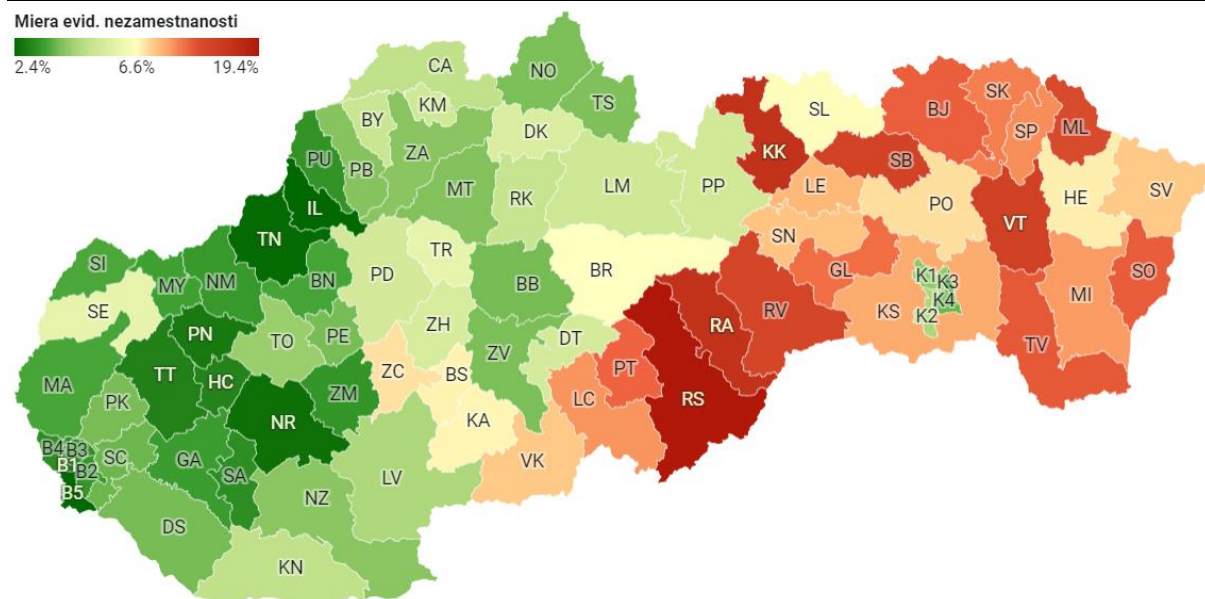 Miera evid. nezamestnanosti
2.4% 6.6% 19.4%
CA
NO
TS
KM
BY
DK
ZA
PU
PB
MT
RK
LM
PP
KK
SL
BJ
SK
SP
ML
SB
LE
PO
HE
SV
VT
SN
GL
IL
TN
SI
MY
NM
BN
PD
TR
BB
BR
SE
PN
TO
PE
ZH
ZV
DT
RA
RV
KS
K1
K3
K4
K2
MI
SO
TV
MA
TT
HC
ZM
ZC
BS
PT
LC
RS
PK
NR
KA
VK
B4
B3
B1
B2
B5
SC
GA
SA
LV
NZ
DS
KN